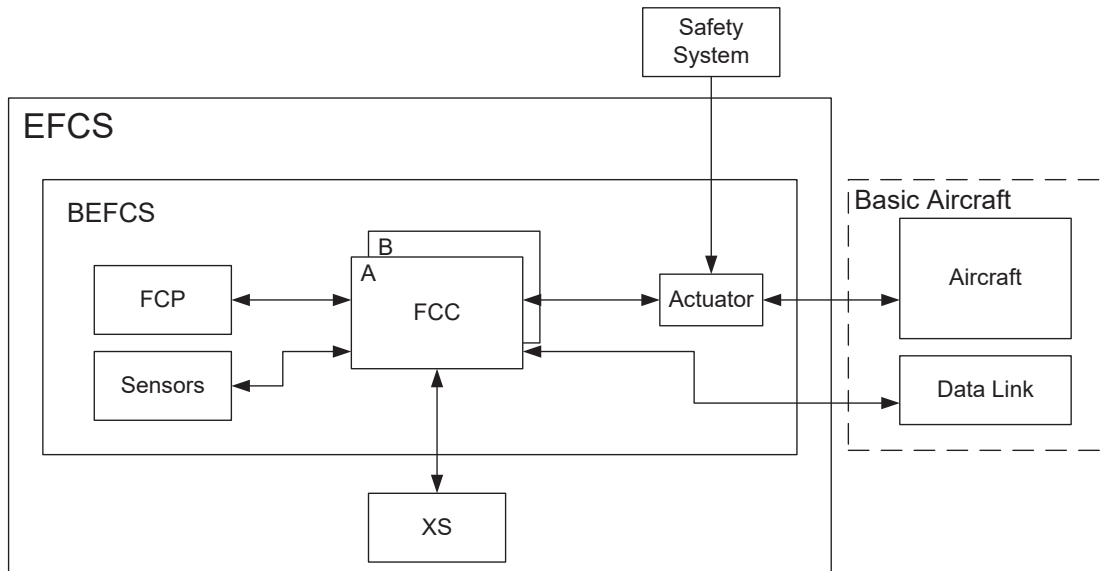 Safety
System
EFCS
BEFCS
Basic Aircraft
B
A
FCP
FCC
Actuator
Aircraft
Sensors
Data Link
XS